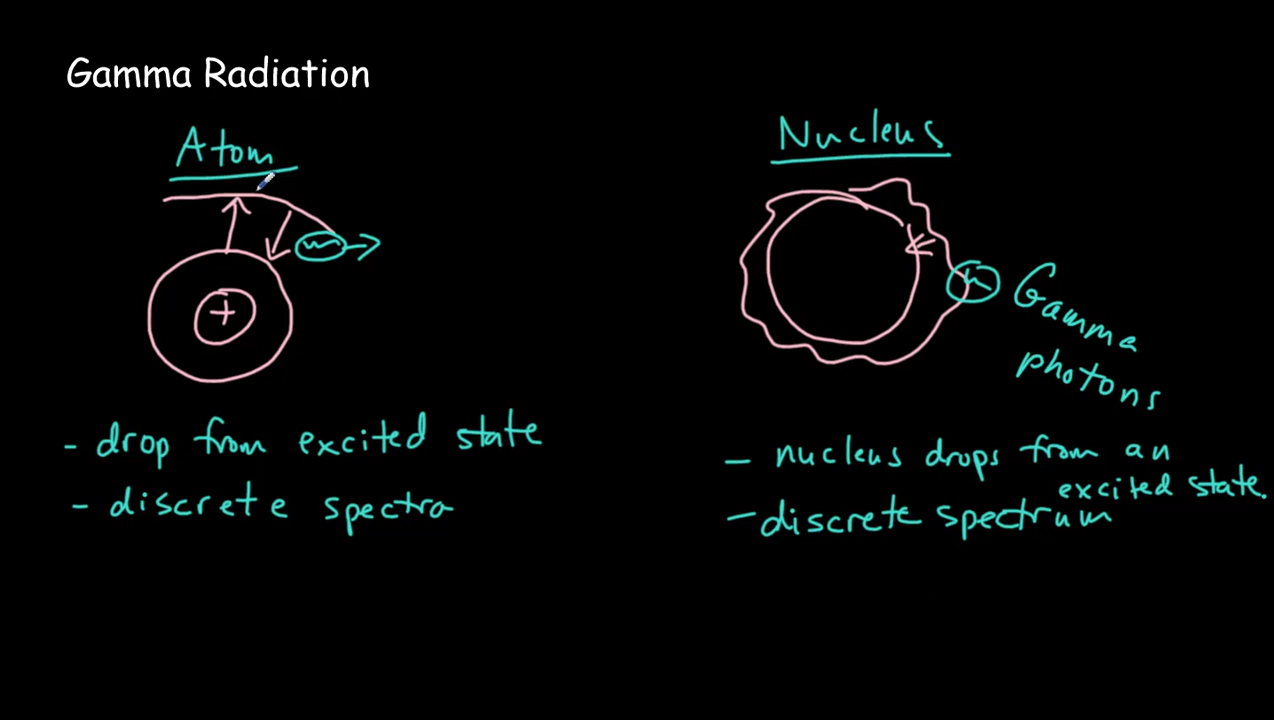 Gamma Radiation
Atom
+
- drop from excited state
- discrete spectra
Nucleus
Gamma
photons
- nucleus drops from an
excited state.
- discrete spectrum